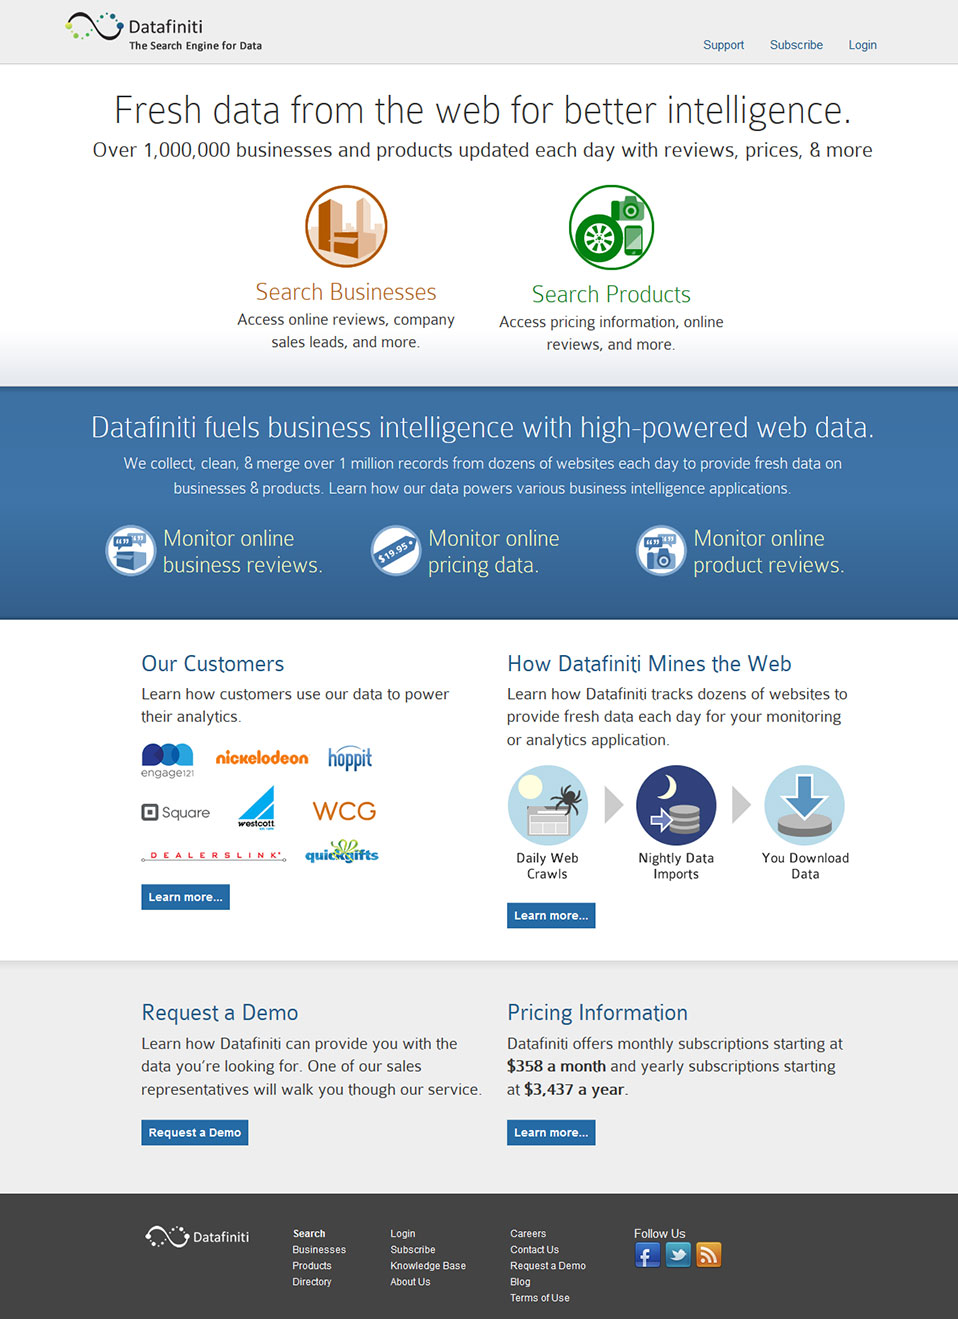 Datafiniti
The Search Engine for Data
Support Subscribe Login
Fresh data from the web for better intelligence.
Over 1,000,000 businesses and products updated each day with reviews, prices, & more
Search Businesses
Access online reviews, company
sales leads, and more.
Search Products
Access pricing information, online
reviews, and more.
Datafiniti fuels business intelligence with high-powered web data.
We collect, clean, & merge over 1 million records from dozens of websites each day to provide fresh data on
businesses & products. Learn how our data powers various business intelligence applications.
Monitor online
business reviews.
$19.95
Monitor online
pricing data.
Monitor online
product reviews.
Our Customers
Learn how customers use our data to power
their analytics.
engage121
nickelodeon
hoppit
Square
westcott
WCG
DEALERSLINK
quickgifts
Learn more...
How Datafiniti Mines the Web
Learn how Datafiniti tracks dozens of websites to
provide fresh data each day for your monitoring
or analytics application.
Daily Web
Crawls
Nightly Data
Imports
You Download
Data
Learn more...
Request a Demo
Learn how Datafiniti can provide you with the
data you're looking for. One of our sales
representatives will walk you though our service.
Request a Demo
Pricing Information
Datafiniti offers monthly subscriptions starting at
$358 a month and yearly subscriptions starting
at $3,437 a year.
Learn more...
Datafiniti
Search
Businesses
Products
Directory
Login
Subscribe
Knowledge Base
About Us
Careers
Contact Us
Request a Demo
Blog
Terms of Use
Follow Us